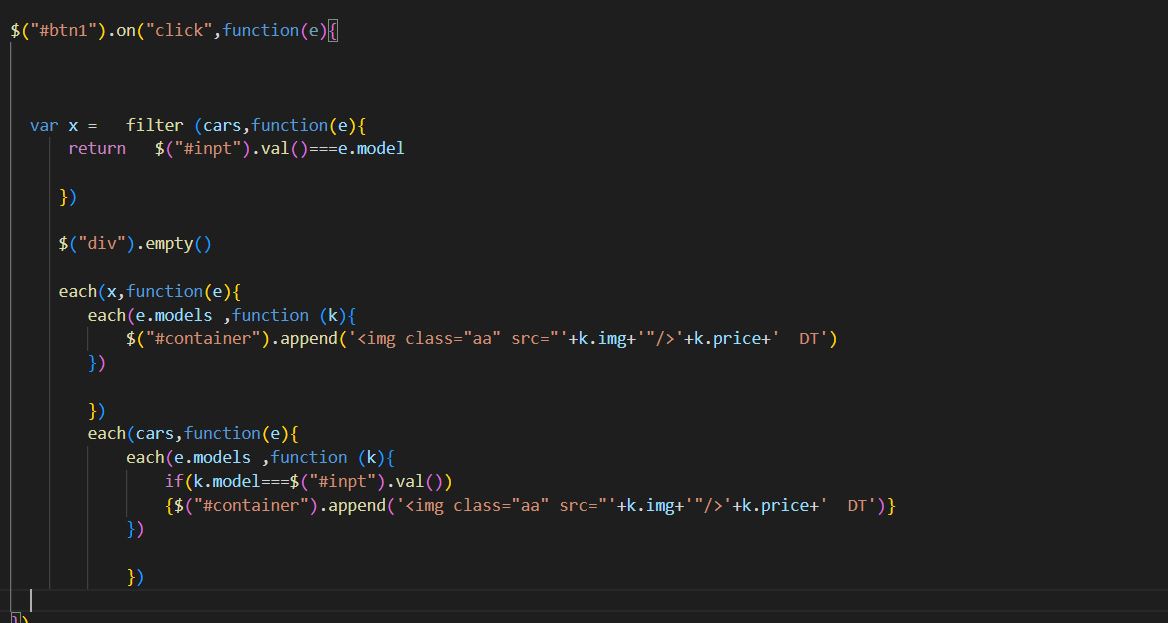 $("#btn1").on("click",function(e){
var x =   filter (cars,function(e){
return   $("#inpt").val()===e.model
})
$("div").empty()
each(x,function(e){
each(e.models ,function (k){
$("#container").append('<img class="aa" src="'+k.img+'"/>'+k.price+'  DT')
})
})
each(cars,function(e){
each(e.models ,function (k){
if(k.model===$("#inpt").val())
{$("#container").append('<img class="aa" src="'+k.img+'"/>'+k.price+'  DT')}
})
})
})